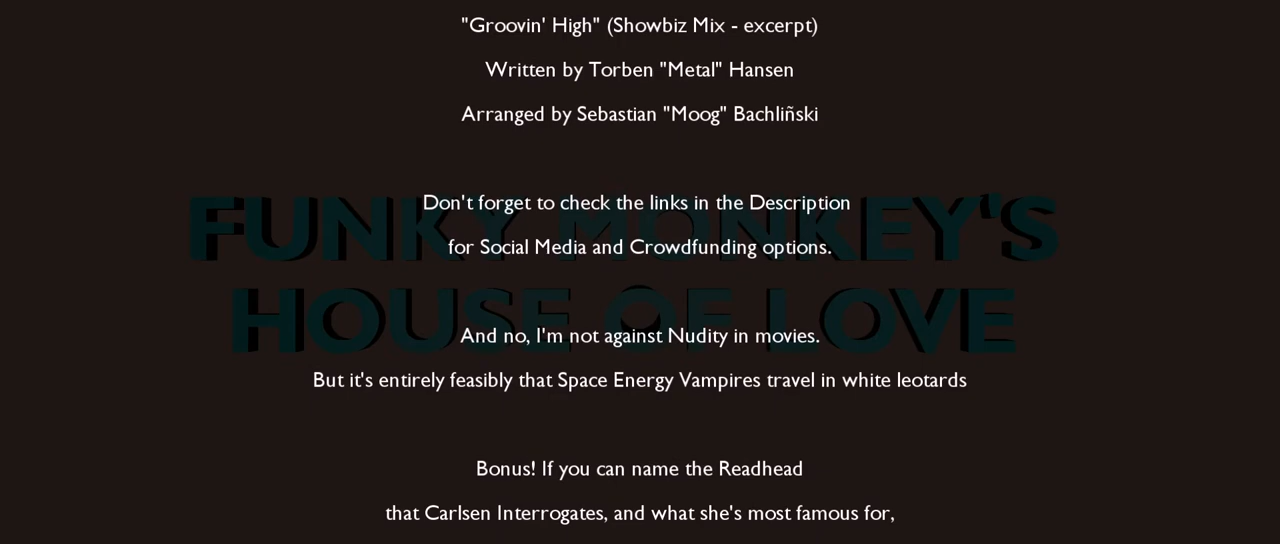 "Groovin' High" (Showbiz Mix - excerpt)
Written by Torben "Metal" Hansen
Arranged by Sebastian "Moog" Bachliñski
Don't forget to check the links in the Description
for Social Media and Crowdfunding options.
FUNKY MONKEY'S
HOUSE OF LOVE
And no, I'm not against Nudity in movies.
But it's entirely feasibly that Space Energy Vampires travel in white leotards
Bonus! If you can name the Readhead
that Carlsen Interrogates, and what she's most famous for,